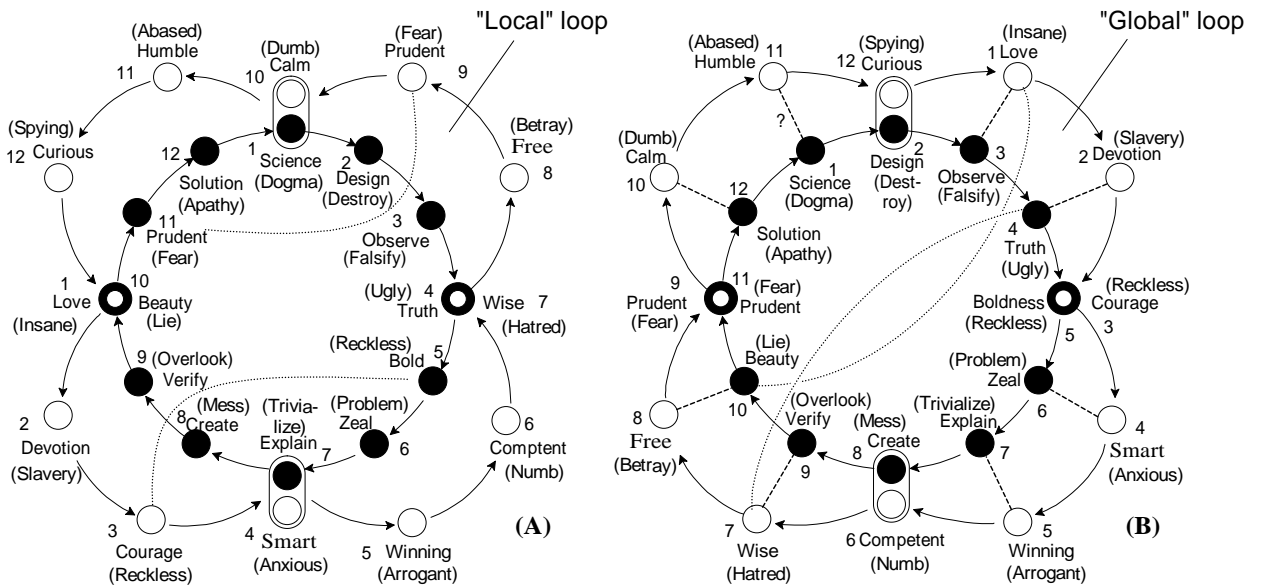 "Local" loop
(Abased)
Humble
11
(Dumb)
Calm
10
(Fear)
Prudent
9
(Spying)
Curious
12
12
Solution
(Apathy)
1
Science
(Dogma)
2
Design
(Destroy)
(Betray)
Free
8
11
Prudent
(Fear)
3
Observe
(Falsify)
1
Love
(Insane)
10
Beauty
(Lie)
(Ugly)
Truth
4
Wise
7
(Hatred)
(Reckless)
Bold
5
9
(Overlook)
Verify
8
(Mess)
Create
(Trivia-
lize)
Explain
7
(Problem)
Zeal
6
2
Devotion
(Slavery)
6
Comptent
(Numb)
3
Courage
(Reckless)
4
Smart
(Anxious)
5
Winning
(Arrogant)
(A)
"Global" loop
(Abased)
Humble
11
(Spying)
Curious
12
(Insane)
Love
1
(Dumb)
Calm
10
?
1
Science
(Dogma)
2
Design
(Dest-
roy)
3
Observe
(Falsify)
(Slavery)
2
Devotion
12
Solution
(Apathy)
4
Truth
(Ugly)
9
Prudent
(Fear)
11
(Fear)
Prudent
Boldness
(Reckless)
5
(Reckless)
Courage
3
(Lie)
Beauty
10
(Problem)
Zeal
6
8
Free
(Betray)
(Overlook)
Verify
9
(Mess)
Create
8
(Trivialize)
Explain
7
4
Smart
(Anxious)
7
Wise
(Hatred)
6
Competent
(Numb)
5
Winning
(Arrogant)
(B)